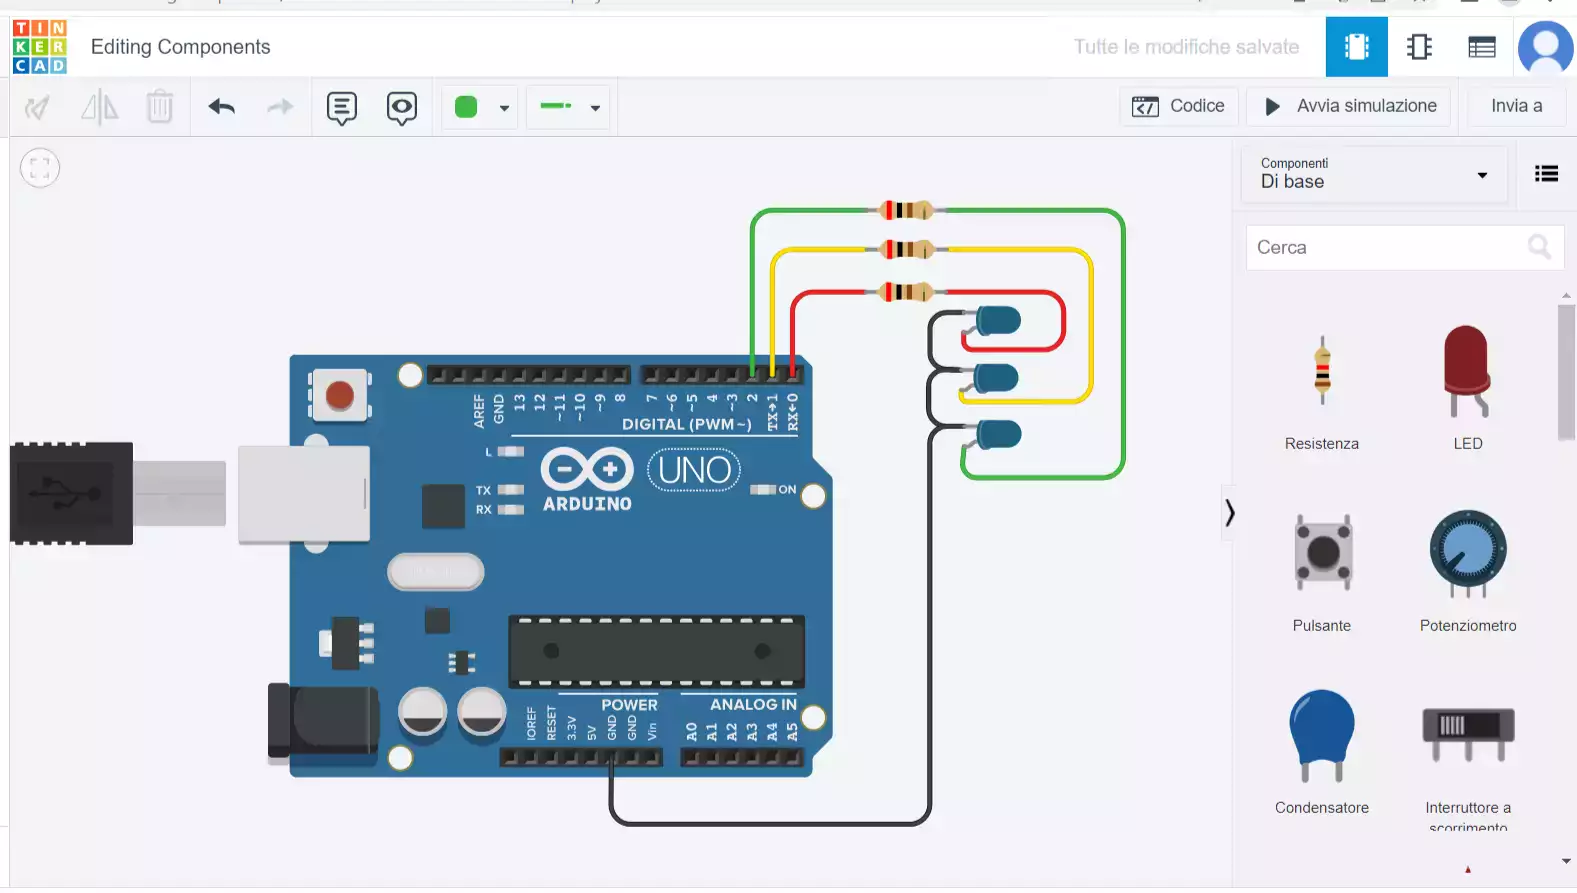 TIN
KER
CAD
Editing Components
Tutte le modifiche salvate
Codice
Avvia simulazione
Invia a
Componenti
Di base
Cerca
Resistenza
LED
Pulsante
Potenziometro
Condensatore
Interruttore a
scorrimento
AREF
GND
13
12
~11
~10
~9
8
7
~6
~5
4
~3
2
TX→1
RX←0
DIGITAL (PWM~)
L
TX
RX
ARDUINO
UNO
ON
POWER
ANALOG IN
IOREF
RESET
3.3V
5V
GND
GND
Vin
A0
A1
A2
A3
A4
A5